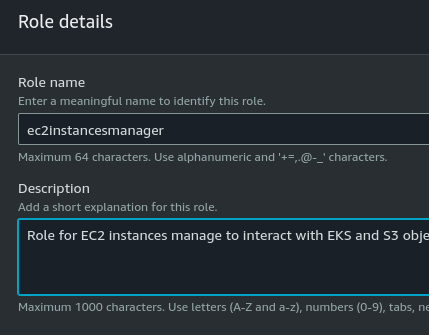 Role details
Role name
Enter a meaningful name to identify this role.
ec2instancesmanager
Maximum 64 characters. Use alphanumeric and '+=,.@-_' characters.
Description
Add a short explanation for this role.
Role for EC2 instances manage to interact with EKS and S3 obje
Maximum 1000 characters. Use letters (A-Z and a-z), numbers (0-9), tabs, ne